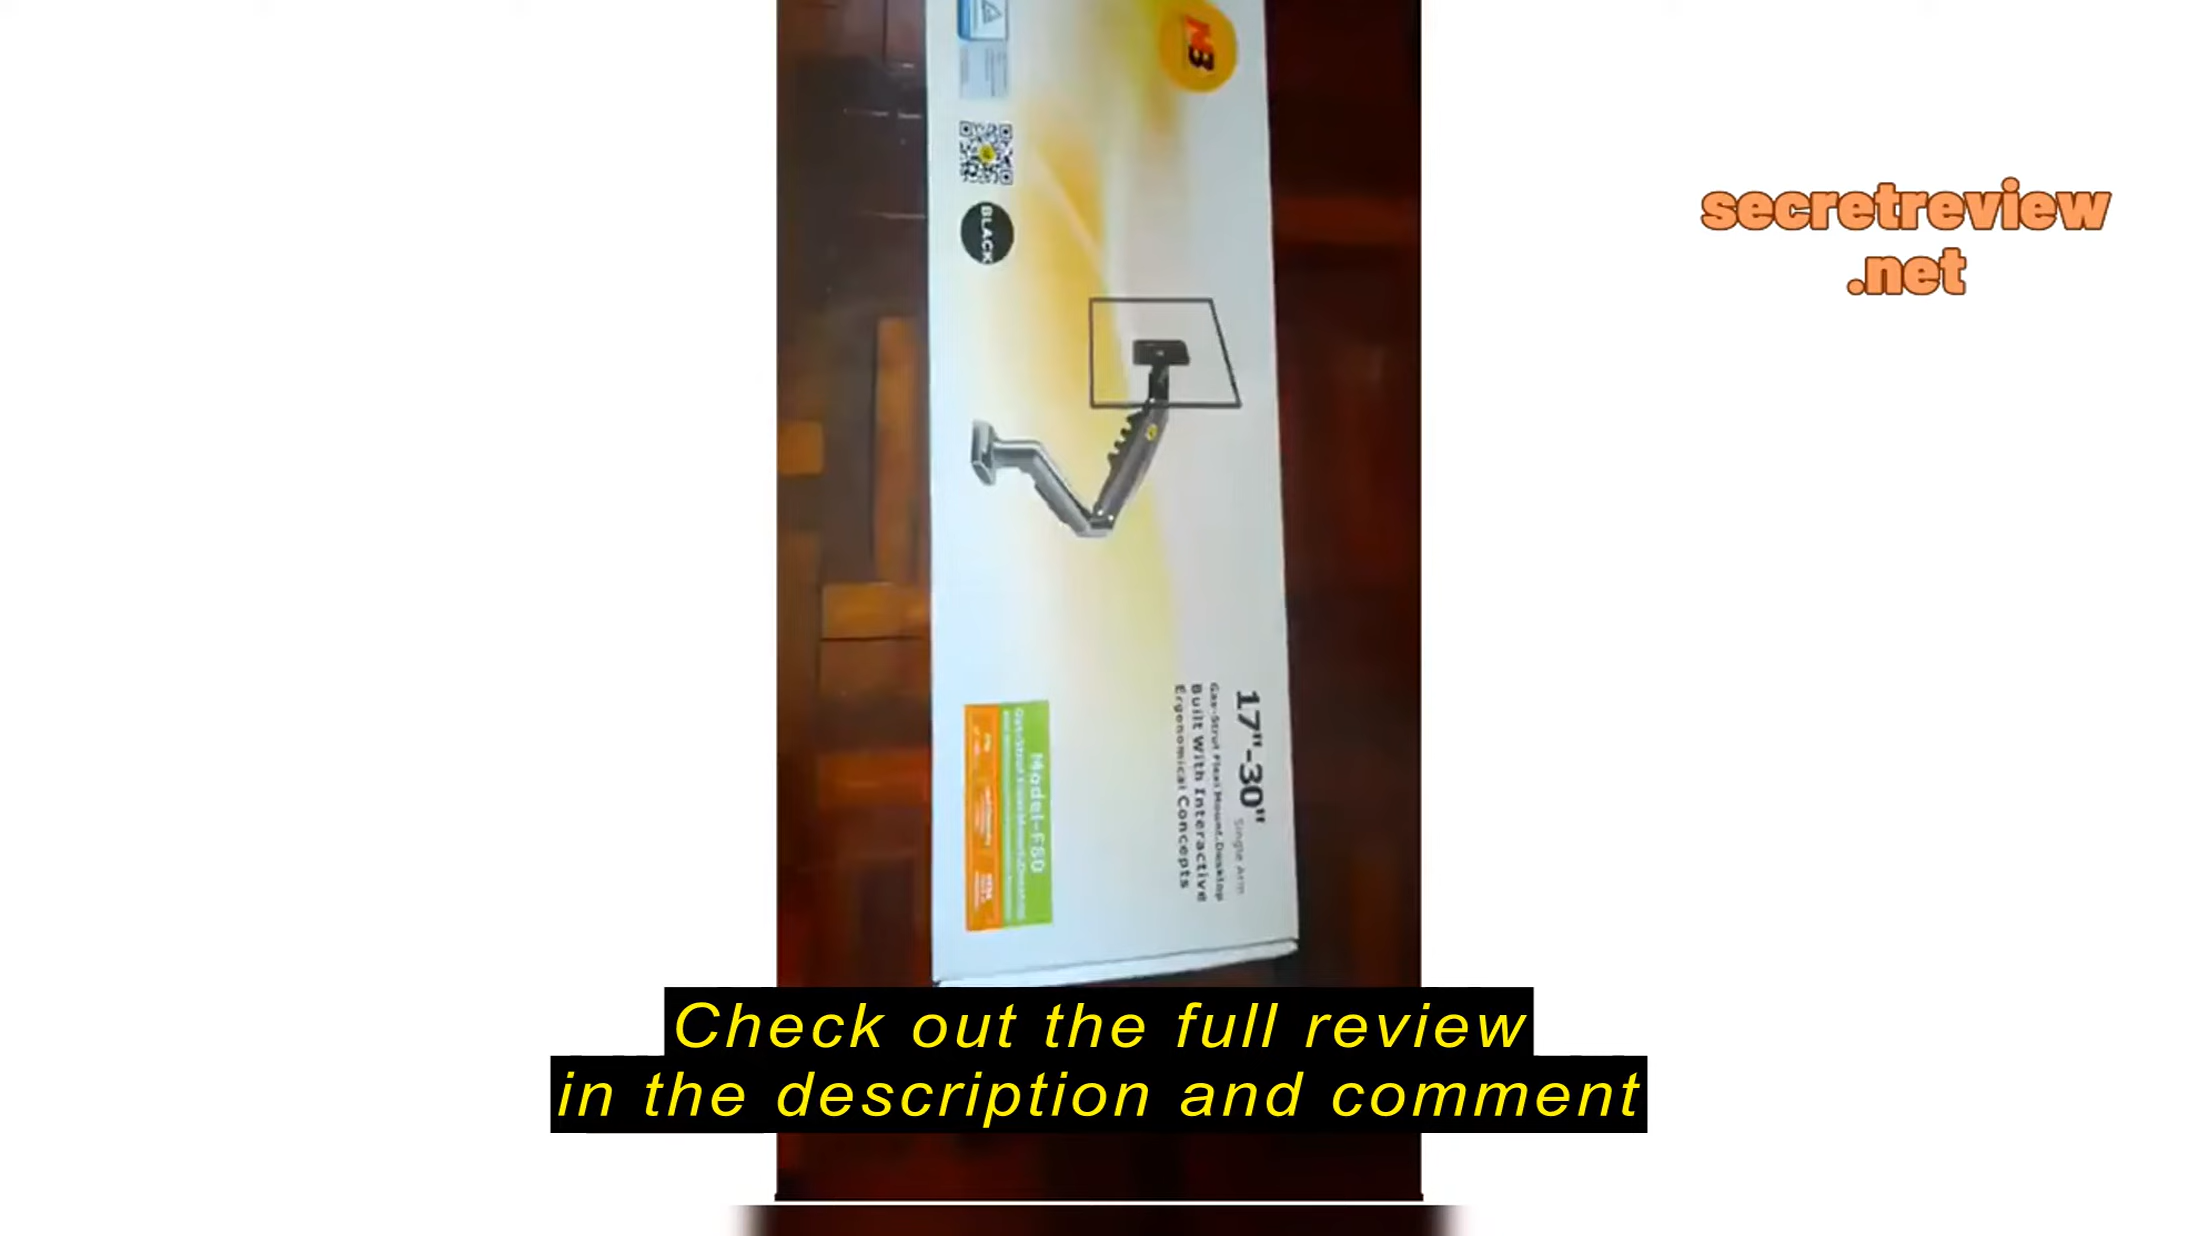 NB
BLACK
secretreview
.net
17"-30" Single Arm
Gas-Strut Flexi Mount.Desktop
Built With Interactive
Ergonomical Concepts
Model-F80
Check out the full review
in the description and comment